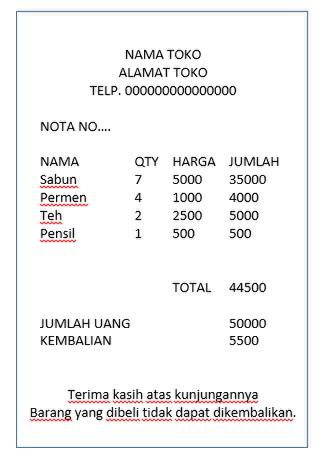 NAMA TOKO
ALAMAT TOKO
TELP. 000000000000000
NOTA NO....
NAMA QTY HARGA JUMLAH
Sabun 7 5000 35000
Permen 4 1000 4000
Teh 2 2500 5000
Pensil 1 500 500
TOTAL 44500
JUMLAH UANG 50000
KEMBALIAN 5500
Terima kasih atas kunjungannya
Barang yang dibeli tidak dapat dikembalikan.